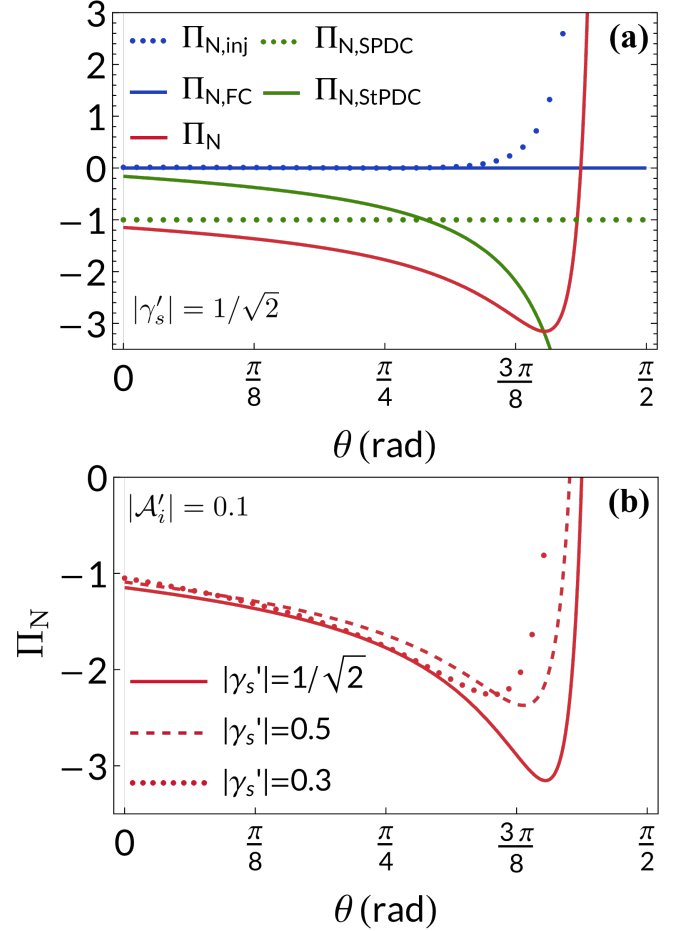 3
2
1
0
−1
−2
−3
Π_N,inj Π_N,SPDC (a)
Π_N,FC Π_N,StPDC
Π_N
|γ′_s| = 1/√2
0 π/8 π/4 3π/8 π/2
θ (rad)
0
−1
−2
−3
Π_N
|𝒜′_i| = 0.1 (b)
|γ_s'|=1/√2
|γ_s'|=0.5
|γ_s'|=0.3
0 π/8 π/4 3π/8 π/2
θ (rad)